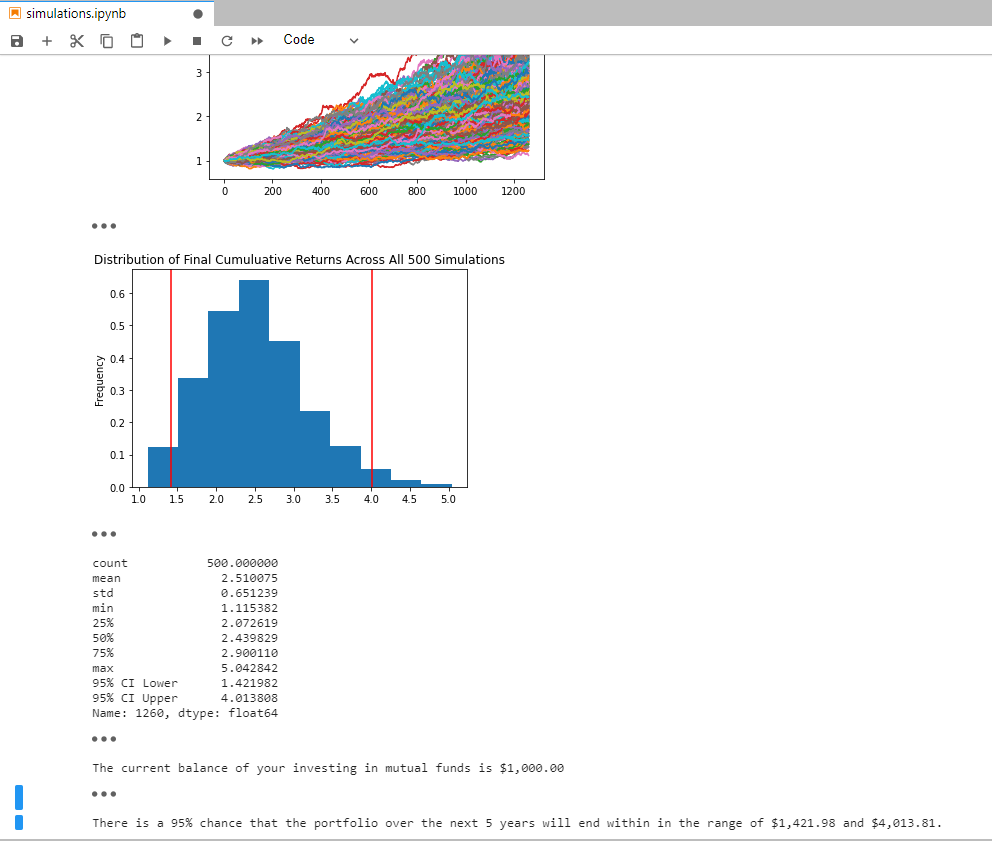 simulations.ipynb
Code
3
2
1
0 200 400 600 800 1000 1200
Distribution of Final Cumuluative Returns Across All 500 Simulations
Frequency
0.6
0.5
0.4
0.3
0.2
0.1
0.0
1.0 1.5 2.0 2.5 3.0 3.5 4.0 4.5 5.0
count 500.000000
mean 2.510075
std 0.651239
min 1.115382
25% 2.072619
50% 2.439829
75% 2.900110
max 5.042842
95% CI Lower 1.421982
95% CI Upper 4.013808
Name: 1260, dtype: float64
The current balance of your investing in mutual funds is $1,000.00
There is a 95% chance that the portfolio over the next 5 years will end within in the range of $1,421.98 and $4,013.81.